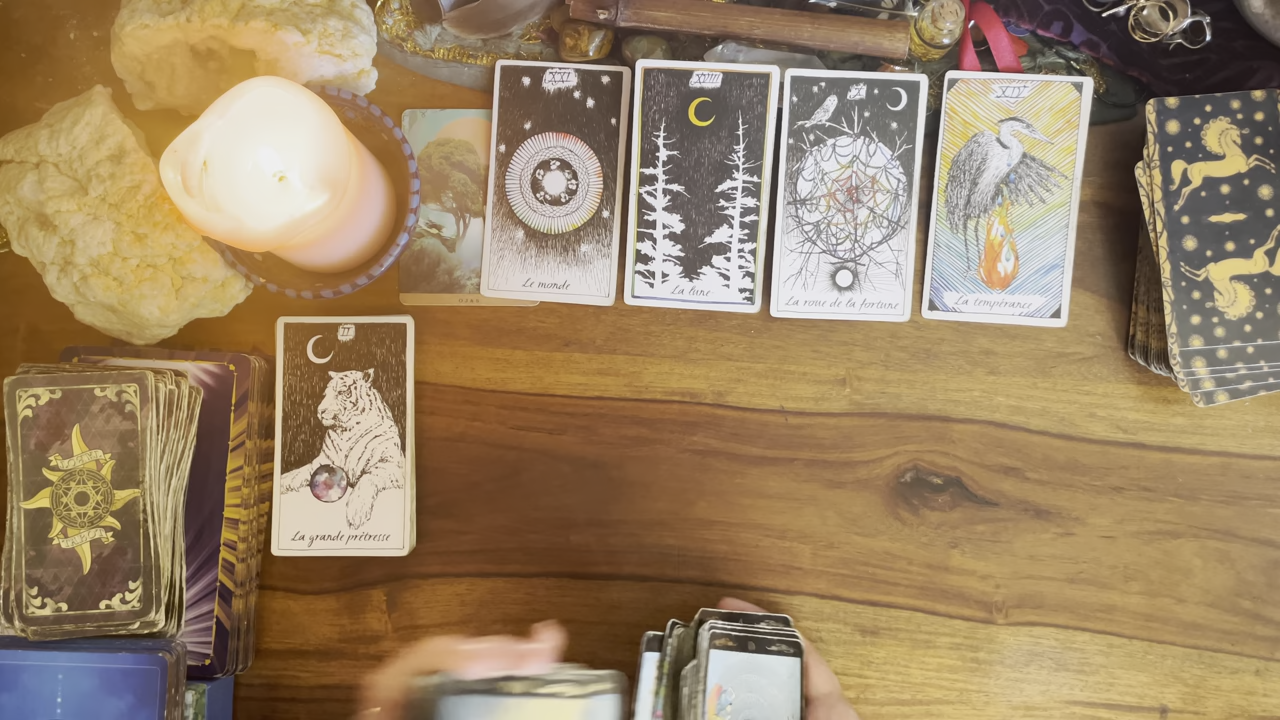 XXI
Le monde
XVIII
La lune
X
La roue de la fortune
XIV
La tempérance
II
La grande prêtresse